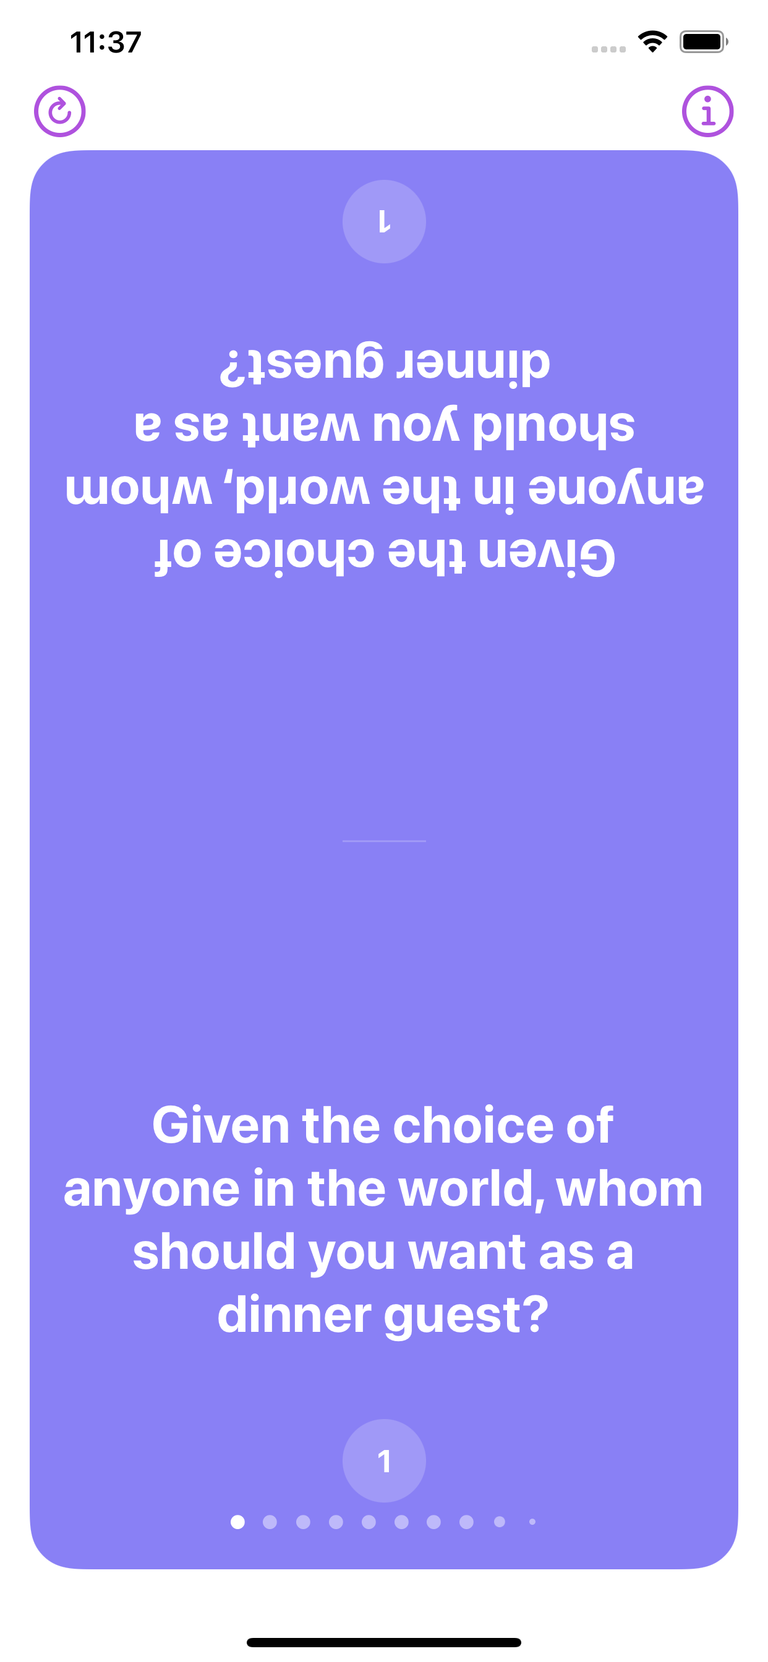 11:37
1
dinner guest?
should you want as a
anyone in the world, whom
Given the choice of
Given the choice of
anyone in the world, whom
should you want as a
dinner guest?
1